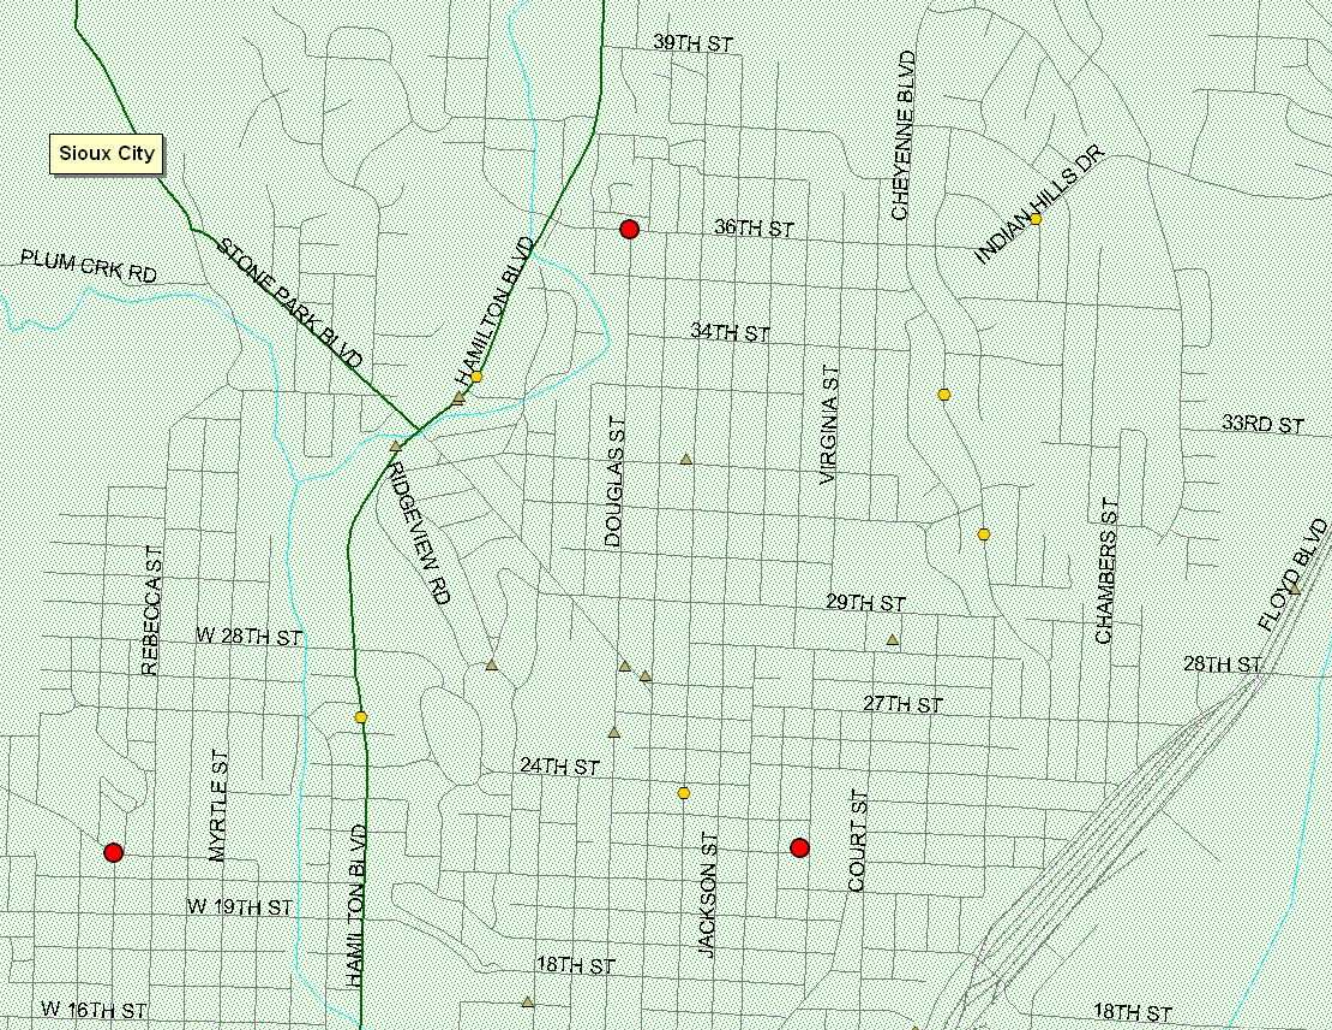 39TH ST
CHEYENNE BLVD
Sioux City
INDIAN HILLS DR
36TH ST
PLUM CRK RD
STONE PARK BLVD
HAMILTON BLVD
34TH ST
VIRGINIA ST
33RD ST
DOUGLAS ST
RIDGEVIEW RD
CHAMBERS ST
FLOYD BLVD
REBECCA ST
29TH ST
W 28TH ST
28TH ST
27TH ST
24TH ST
MYRTLE ST
COURT ST
HAMILTON BLVD
JACKSON ST
W 19TH ST
18TH ST
W 16TH ST
18TH ST